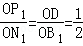 OP₁/ON₁ = OD/OB₁ = 1/2